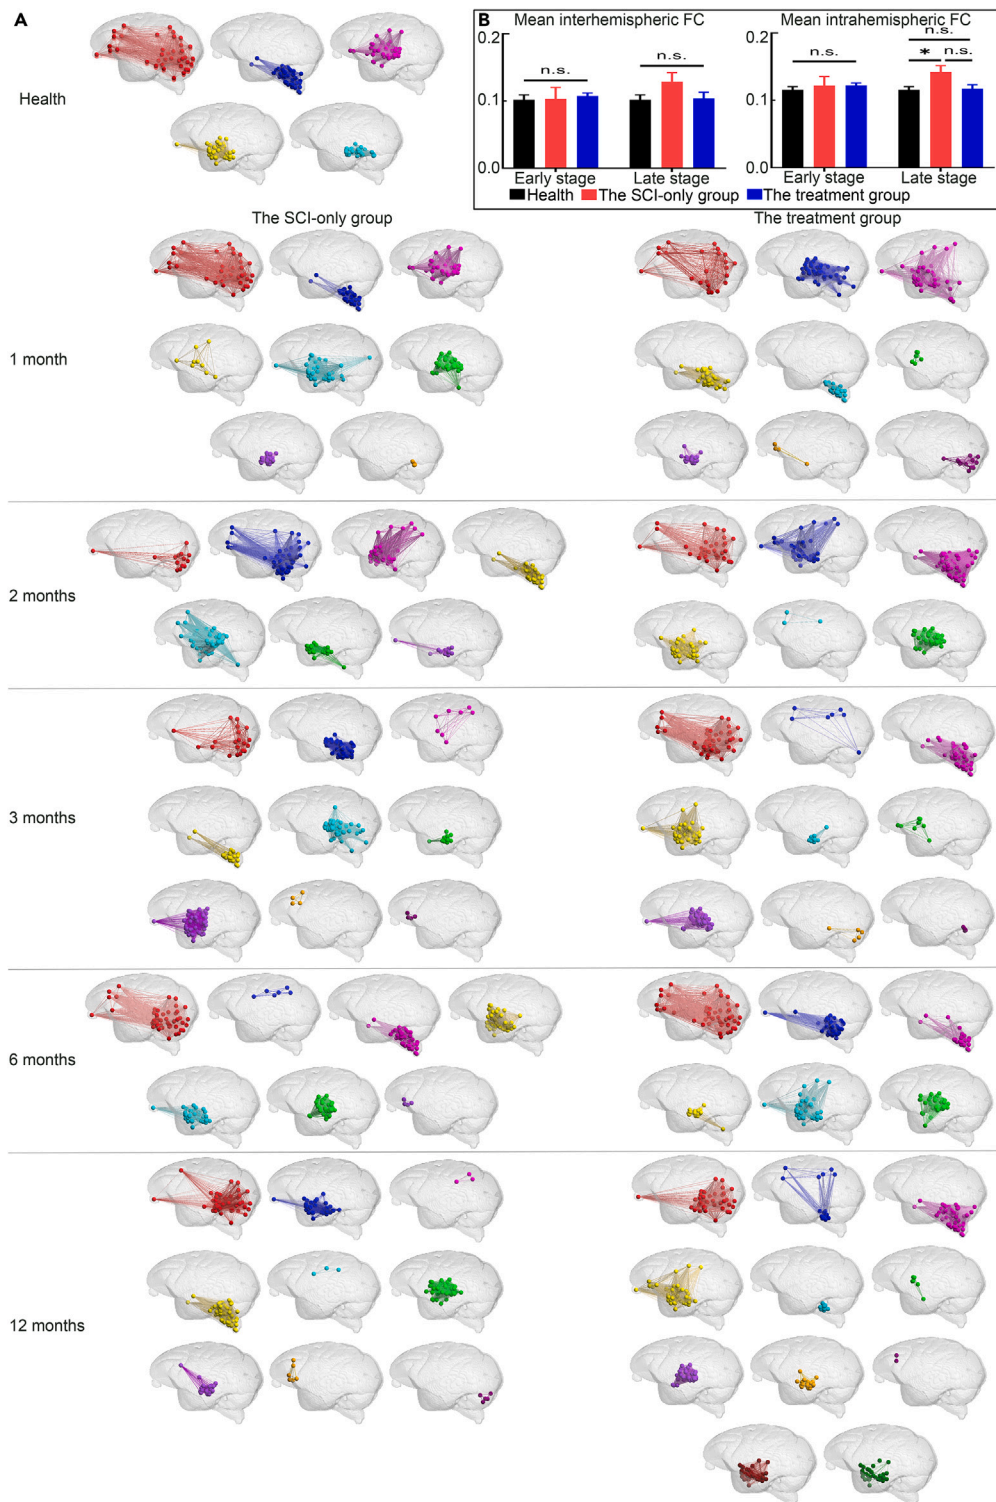 A
B
Mean interhemispheric FC
Mean intrahemispheric FC
0.2
0.1
0.0
n.s.
n.s.
Early stage
Late stage
0.2
0.1
0.0
n.s.
n.s.
*
n.s.
Early stage
Late stage
Health
The SCI-only group
The treatment group
Health
The SCI-only group
The treatment group
1 month
2 months
3 months
6 months
12 months